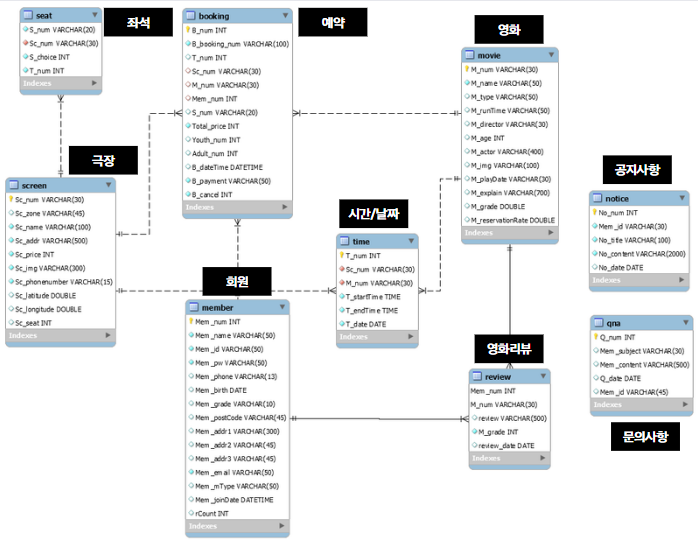 seat
S_num VARCHAR(20)
Sc_num VARCHAR(30)
S_choice INT
T_num INT
Indexes
좌석
booking
B_num INT
B_booking_num VARCHAR(100)
T_num INT
Sc_num VARCHAR(30)
M_num VARCHAR(30)
Mem_num INT
S_num VARCHAR(20)
Total_price INT
Youth_num INT
Adult_num INT
B_dateTime DATETIME
B_payment VARCHAR(50)
B_cancel INT
Indexes
예약
영화
movie
M_num VARCHAR(30)
M_name VARCHAR(50)
M_type VARCHAR(50)
M_runTime VARCHAR(50)
M_director VARCHAR(30)
M_age INT
M_actor VARCHAR(400)
M_img VARCHAR(100)
M_playDate VARCHAR(30)
M_explain VARCHAR(700)
M_grade DOUBLE
M_reservationRate DOUBLE
Indexes
극장
screen
Sc_num VARCHAR(30)
Sc_zone VARCHAR(45)
Sc_name VARCHAR(100)
Sc_addr VARCHAR(500)
Sc_price INT
Sc_img VARCHAR(300)
Sc_phonenumber VARCHAR(15)
Sc_latitude DOUBLE
Sc_longitude DOUBLE
Sc_seat INT
Indexes
시간/날짜
time
T_num INT
Sc_num VARCHAR(30)
M_num VARCHAR(30)
T_startTime TIME
T_endTime TIME
T_date DATE
Indexes
공지사항
notice
No_num INT
Mem_id VARCHAR(30)
No_title VARCHAR(100)
No_content VARCHAR(2000)
No_date DATE
Indexes
회원
member
Mem_num INT
Mem_name VARCHAR(50)
Mem_id VARCHAR(50)
Mem_pw VARCHAR(50)
Mem_phone VARCHAR(13)
Mem_birth DATE
Mem_grade VARCHAR(10)
Mem_postCode VARCHAR(45)
Mem_addr1 VARCHAR(300)
Mem_addr2 VARCHAR(45)
Mem_addr3 VARCHAR(45)
Mem_email VARCHAR(50)
Mem_mType VARCHAR(50)
Mem_joinDate DATETIME
rCount INT
Indexes
영화리뷰
review
Mem_num INT
M_num VARCHAR(30)
review VARCHAR(500)
M_grade INT
review_date DATE
Indexes
qna
Q_num INT
Mem_subject VARCHAR(30)
Mem_content VARCHAR(500)
Q_date DATE
Mem_id VARCHAR(45)
Indexes
문의사항